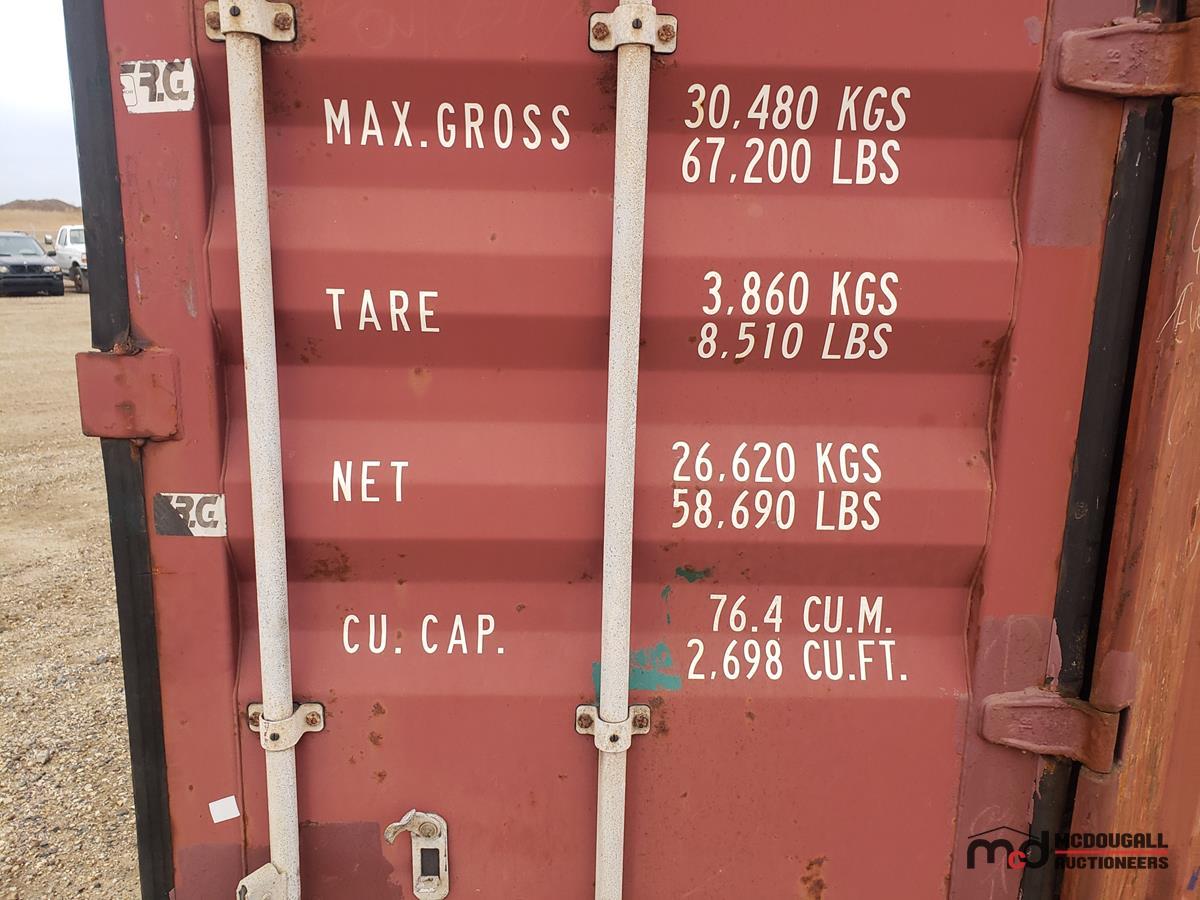 MAX.GROSS 30,480 KGS
67,200 LBS
TARE 3,860 KGS
8,510 LBS
NET 26,620 KGS
58,690 LBS
CU. CAP. 76.4 CU.M.
2,698 CU.FT.
mcd MCDOUGALL
AUCTIONEERS